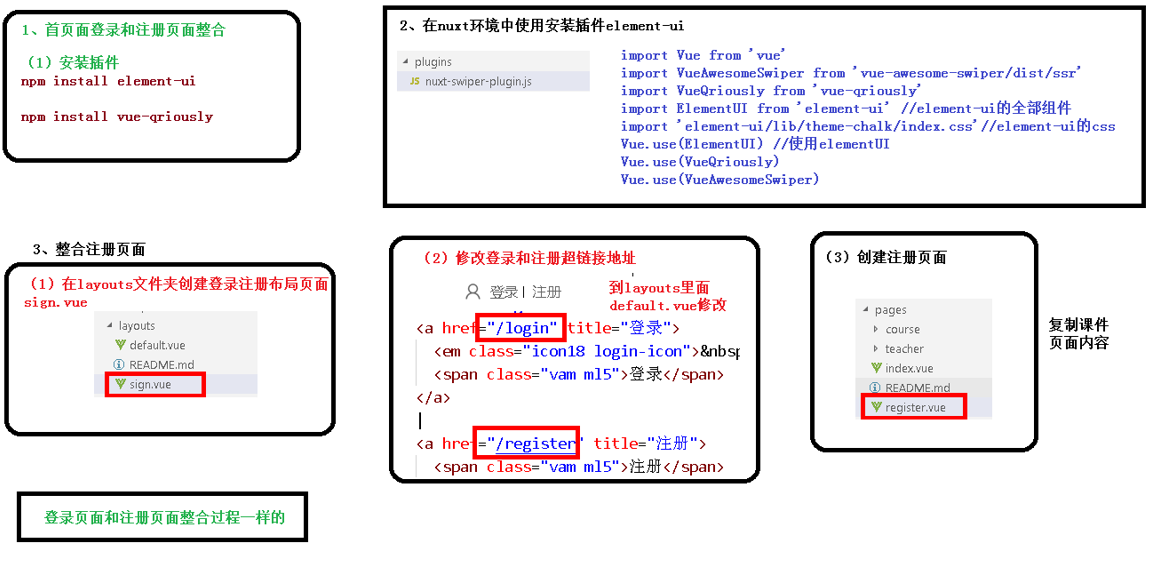 1、首页面登录和注册页面整合
（1）安装插件
npm install element-ui
npm install vue-qriously
2、在nuxt环境中使用安装插件element-ui
plugins
JS nuxt-swiper-plugin.js
import Vue from 'vue'
import VueAwesomeSwiper from 'vue-awesome-swiper/dist/ssr'
import VueQriously from 'vue-qriously'
import ElementUI from 'element-ui' //element-ui的全部组件
import 'element-ui/lib/theme-chalk/index.css'//element-ui的css
Vue.use(ElementUI) //使用elementUI
Vue.use(VueQriously)
Vue.use(VueAwesomeSwiper)
3、整合注册页面
（1）在layouts文件夹创建登录注册布局页面
sign.vue
layouts
default.vue
README.md
sign.vue
（2）修改登录和注册超链接地址
登录 | 注册
到layouts里面
default.vue修改
<a href="/login" title="登录">
<em class="icon18 login-icon">&nbsp
<span class="vam ml5">登录</span>
</a>
<a href="/register" title="注册">
<span class="vam ml5">注册</span>
（3）创建注册页面
pages
course
teacher
index.vue
README.md
register.vue
复制课件
页面内容
登录页面和注册页面整合过程一样的